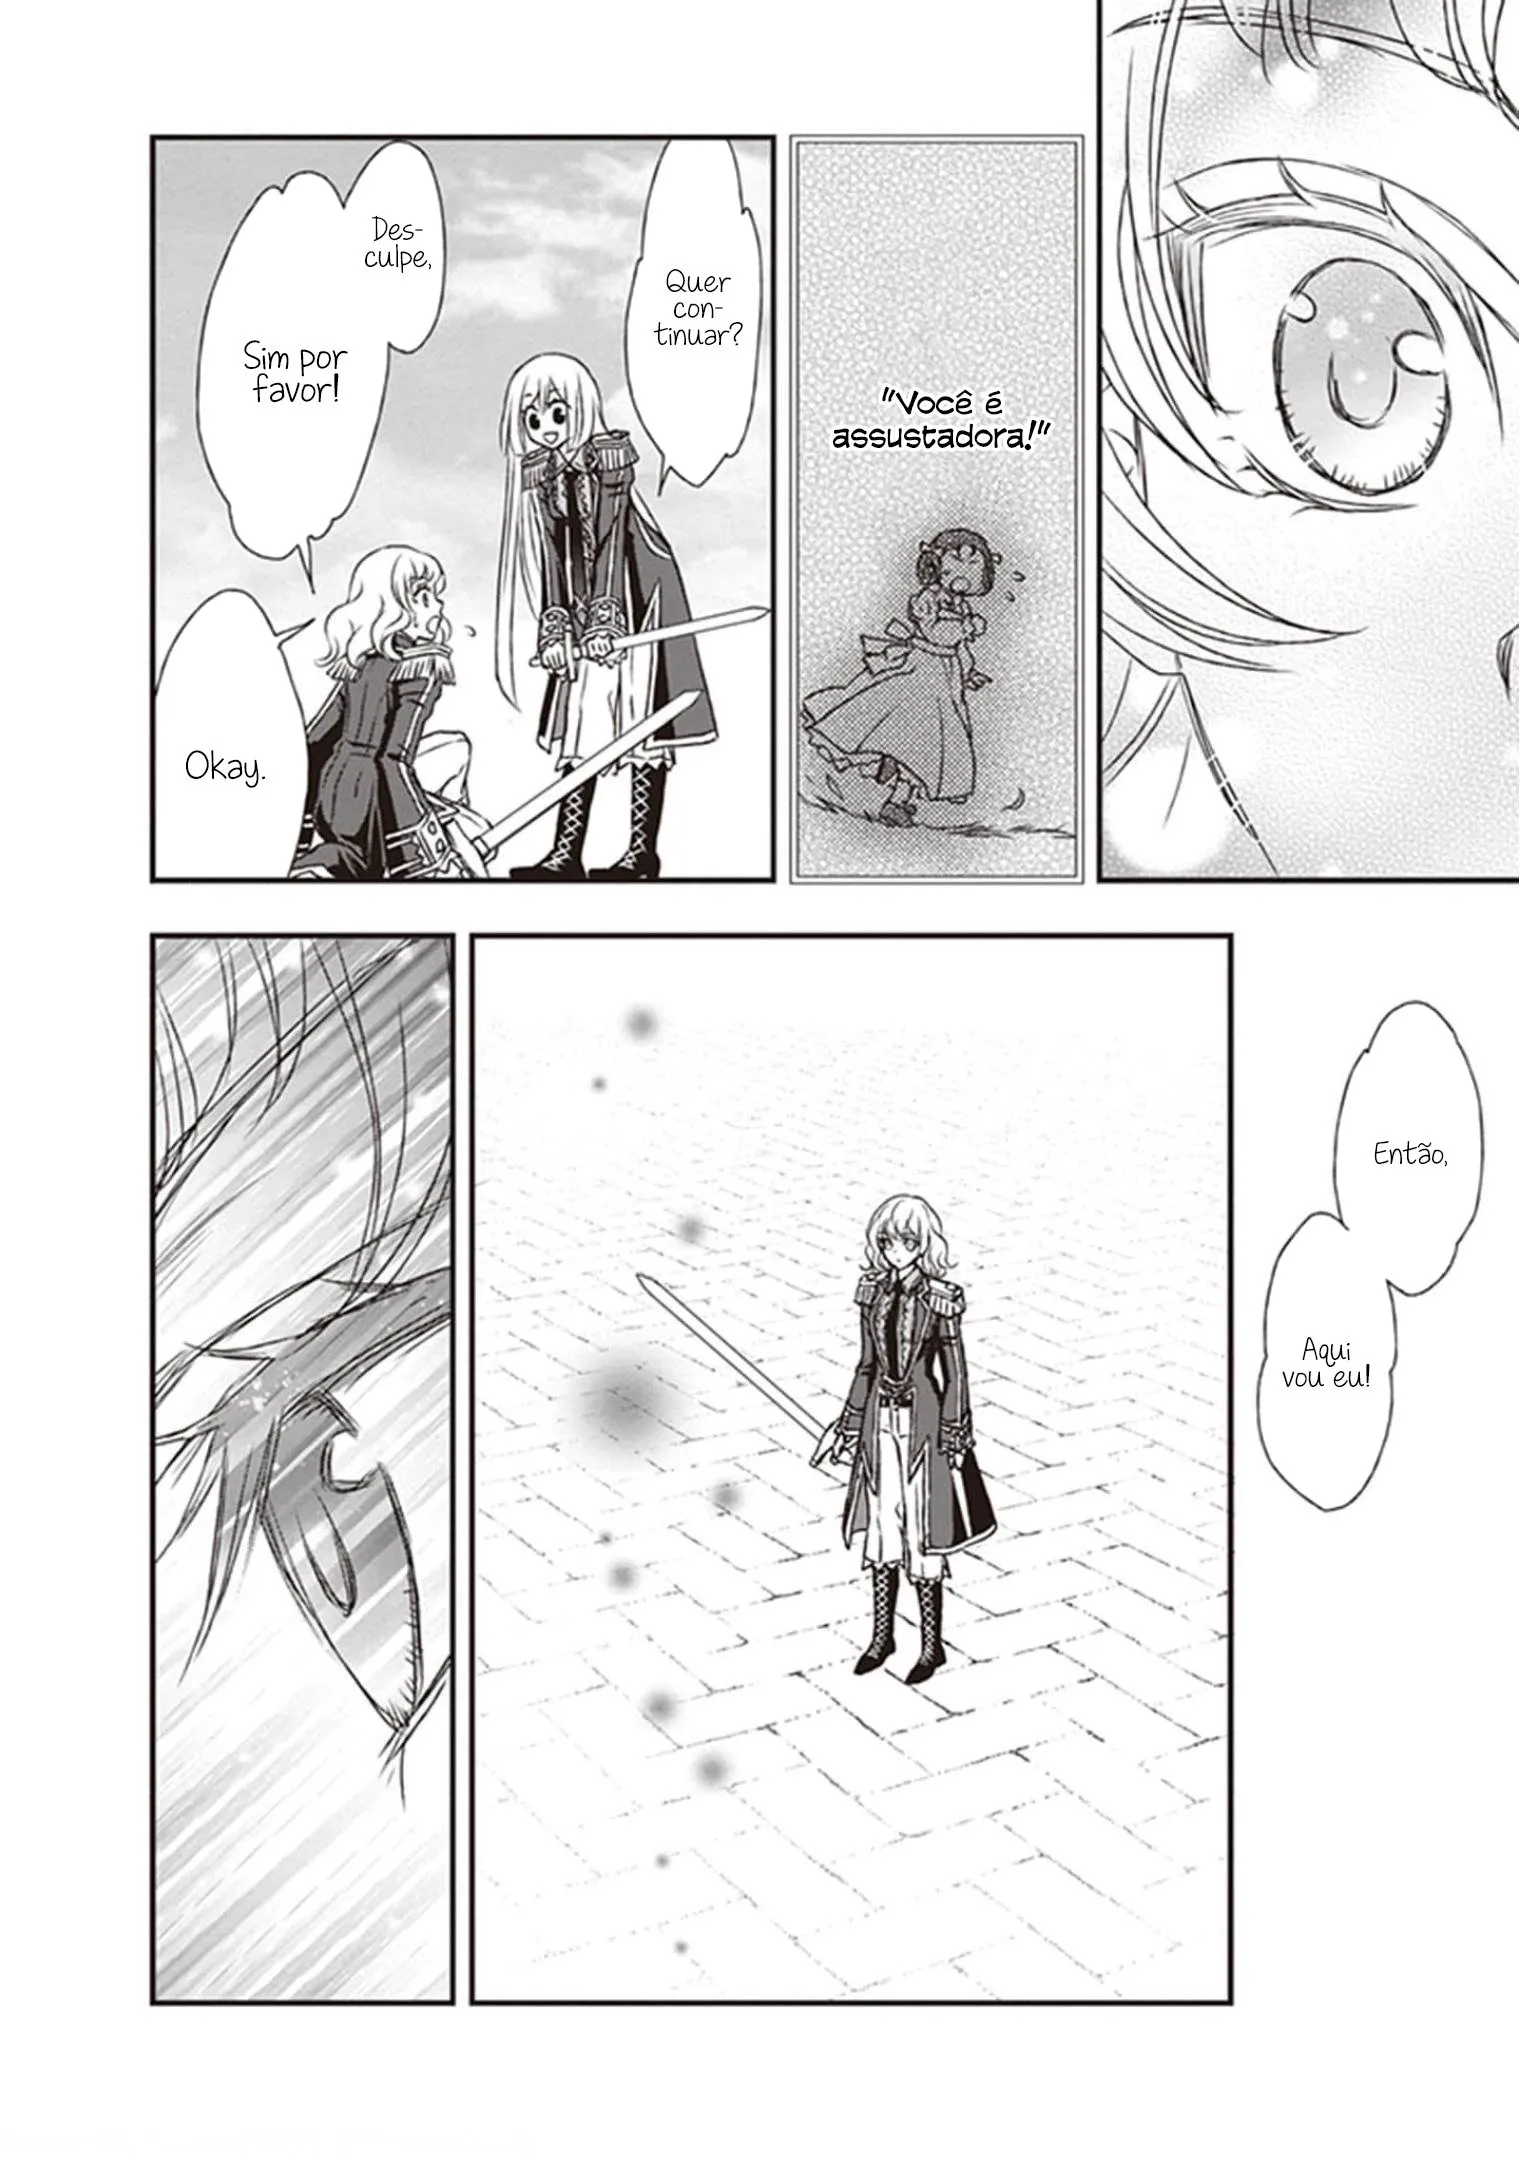 "Você é
assustadora!"
Quer
con-
tinuar?
Des-
culpe,
Sim por
favor!
Okay.
Então,
Aqui
vou eu!